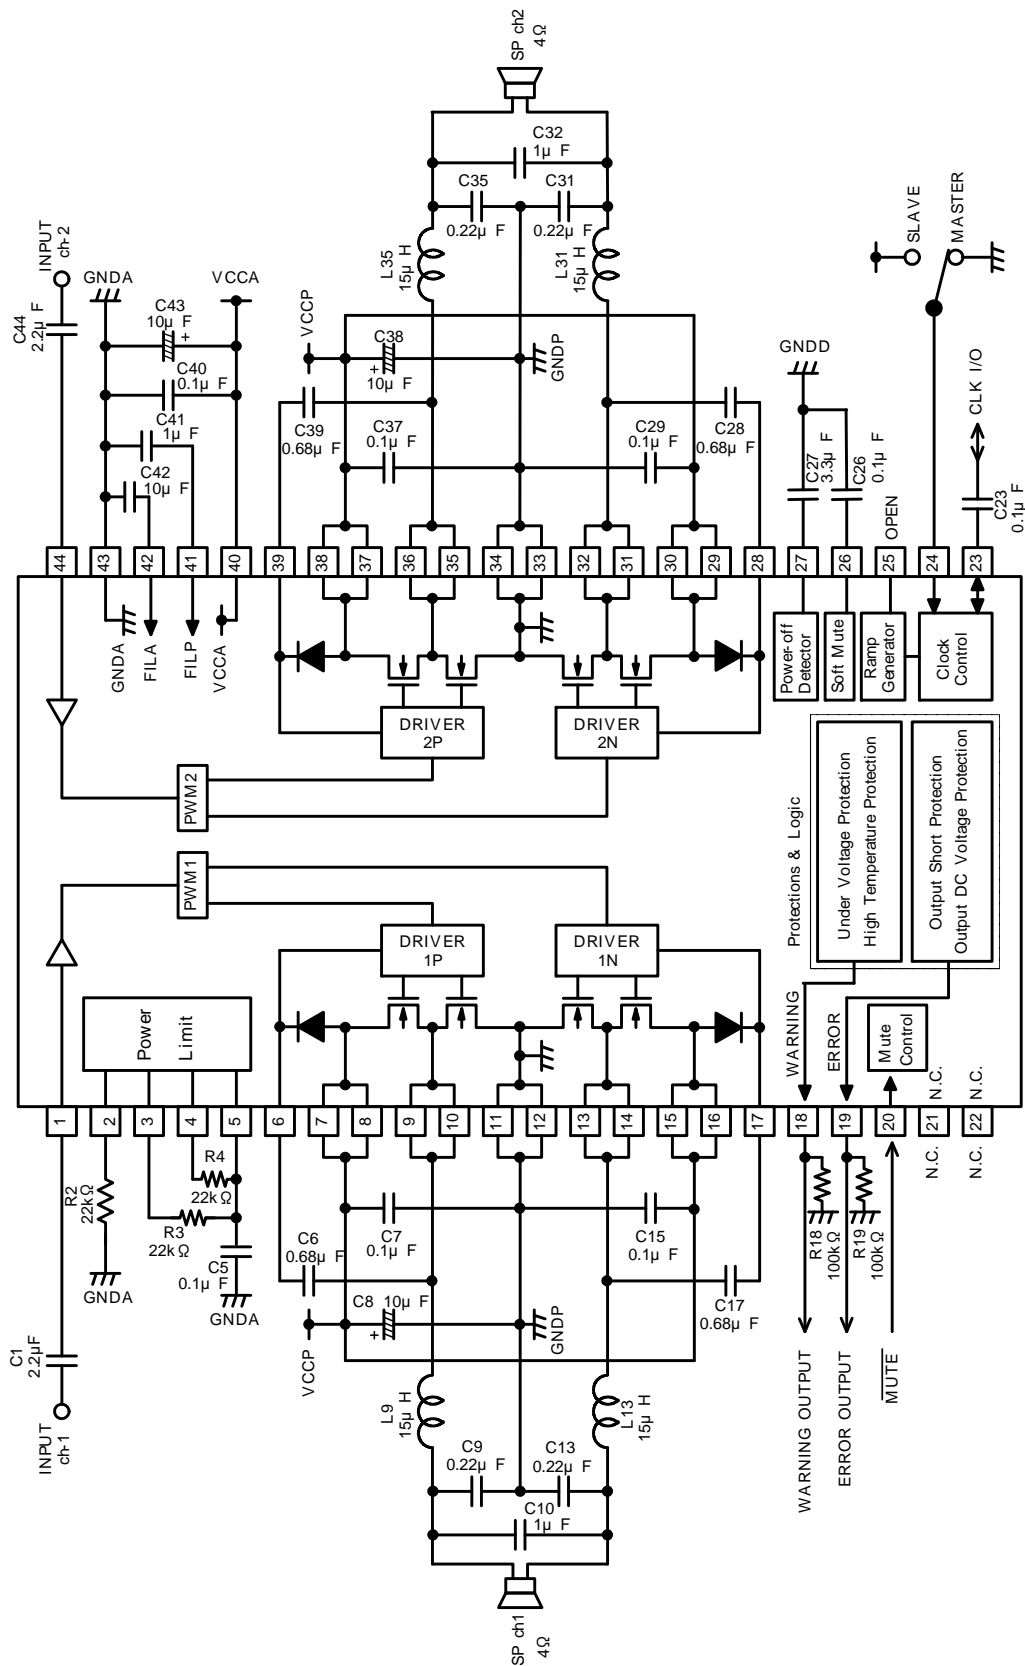 SP ch2
4Ω
C32
1µ F
C35
0.22µ F
C31
0.22µ F
L35
15µ H
L31
15µ H
INPUT
ch-2
C44
2.2µ F
GNDA
VCCA
C43
10µ F
+
C40
0.1µ F
C41
1µ F
C42
10µ F
VCCP
C38
+
10µ F
GNDP
C39
0.68µ F
C37
0.1µ F
C29
0.1µ F
C28
0.68µ F
GNDD
C27
3.3µ F
C26
0.1µ F
OPEN
SLAVE
MASTER
CLK I/O
C23
0.1µ F
44
43
42
41
40
39
38
37
36
35
34
33
32
31
30
29
28
27
26
25
24
23
GNDA
FILA
FILP
VCCA
DRIVER
2P
DRIVER
2N
Power-off
Detector
Soft Mute
Ramp
Generator
Clock
Control
PWM2
PWM1
Protections & Logic
Under Voltage Protection
High Temperature Protection
Output Short Protection
Output DC Voltage Protection
DRIVER
1P
DRIVER
1N
Power
Limit
WARNING
ERROR
Mute
Control
N.C.
N.C.
1
2
3
4
5
6
7
8
9
10
11
12
13
14
15
16
17
18
19
20
21
22
N.C.
N.C.
R2
22kΩ
R4
22kΩ
R3
22kΩ
C5
0.1µ F
GNDA
GNDA
C1
2.2µF
INPUT
ch-1
C6
0.68µ F
C7
0.1µ F
C15
0.1µ F
C17
0.68µ F
VCCP
C8
10µ F
+
GNDP
R18
100kΩ
R19
100kΩ
WARNING OUTPUT
ERROR OUTPUT
MUTE
L9
15µ H
L13
15µ H
C9
0.22µ F
C13
0.22µ F
C10
1µ F
SP ch1
4Ω